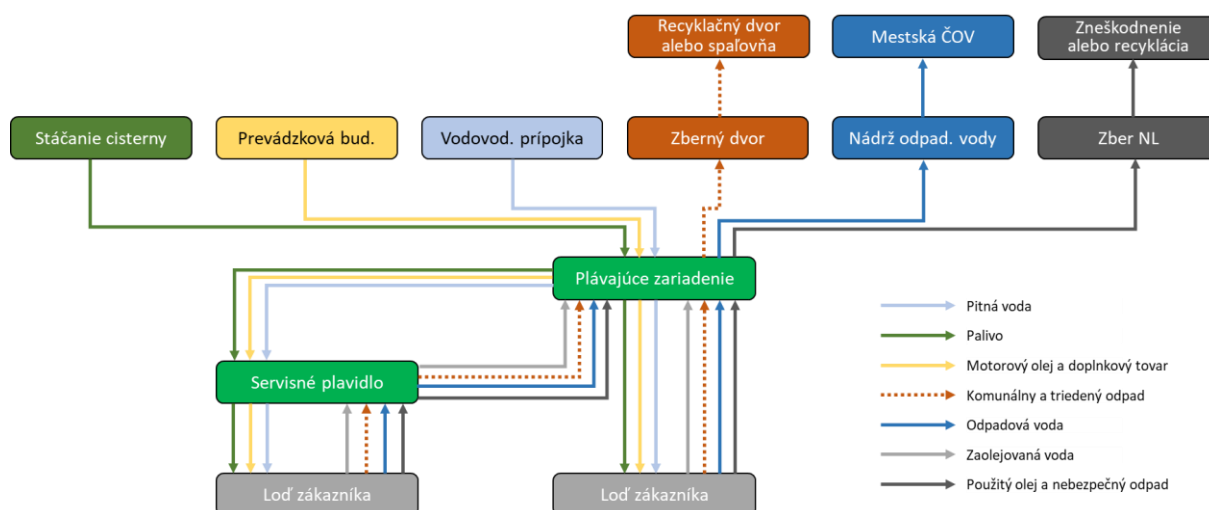 Recyklačný dvor
alebo spaľovňa
Mestská ČOV
Zneškodnenie
alebo recyklácia
Stáčanie cisterny
Prevádzková bud.
Vodovod. prípojka
Zberný dvor
Nádrž odpad. vody
Zber NL
Plávajúce zariadenie
Servisné plavidlo
Loď zákazníka
Loď zákazníka
Pitná voda
Palivo
Motorový olej a doplnkový tovar
Komunálny a triedený odpad
Odpadová voda
Zaolejovaná voda
Použitý olej a nebezpečný odpad